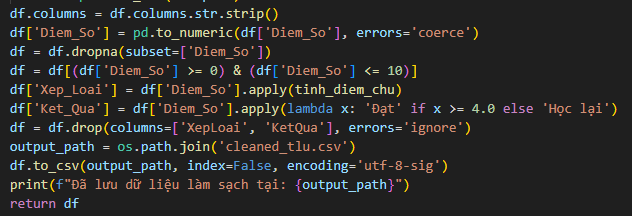 df.columns = df.columns.str.strip()
df['Diem_So'] = pd.to_numeric(df['Diem_So'], errors='coerce')
df = df.dropna(subset=['Diem_So'])
df = df[(df['Diem_So'] >= 0) & (df['Diem_So'] <= 10)]
df['Xep_Loai'] = df['Diem_So'].apply(tinh_diem_chu)
df['Ket_Qua'] = df['Diem_So'].apply(lambda x: 'Đạt' if x >= 4.0 else 'Học lại')
df = df.drop(columns=['XepLoai', 'KetQua'], errors='ignore')
output_path = os.path.join('cleaned_tlu.csv')
df.to_csv(output_path, index=False, encoding='utf-8-sig')
print(f"Đã lưu dữ liệu làm sạch tại: {output_path}")
return df